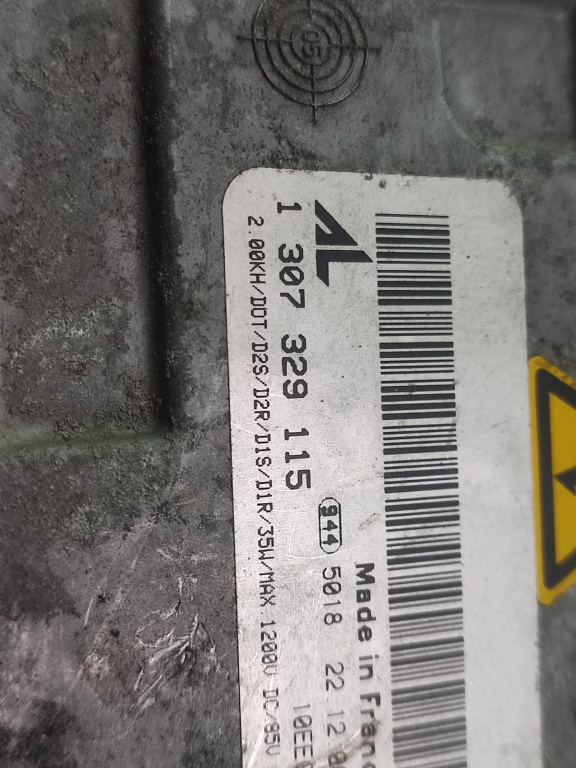 05
AL
1 307 329 115
2.00KH/DOT/D2S/D2R/D1S/D1R/35W/MAX.1200V DC/85V
944 5018 22 12
10EE
Made in Franc